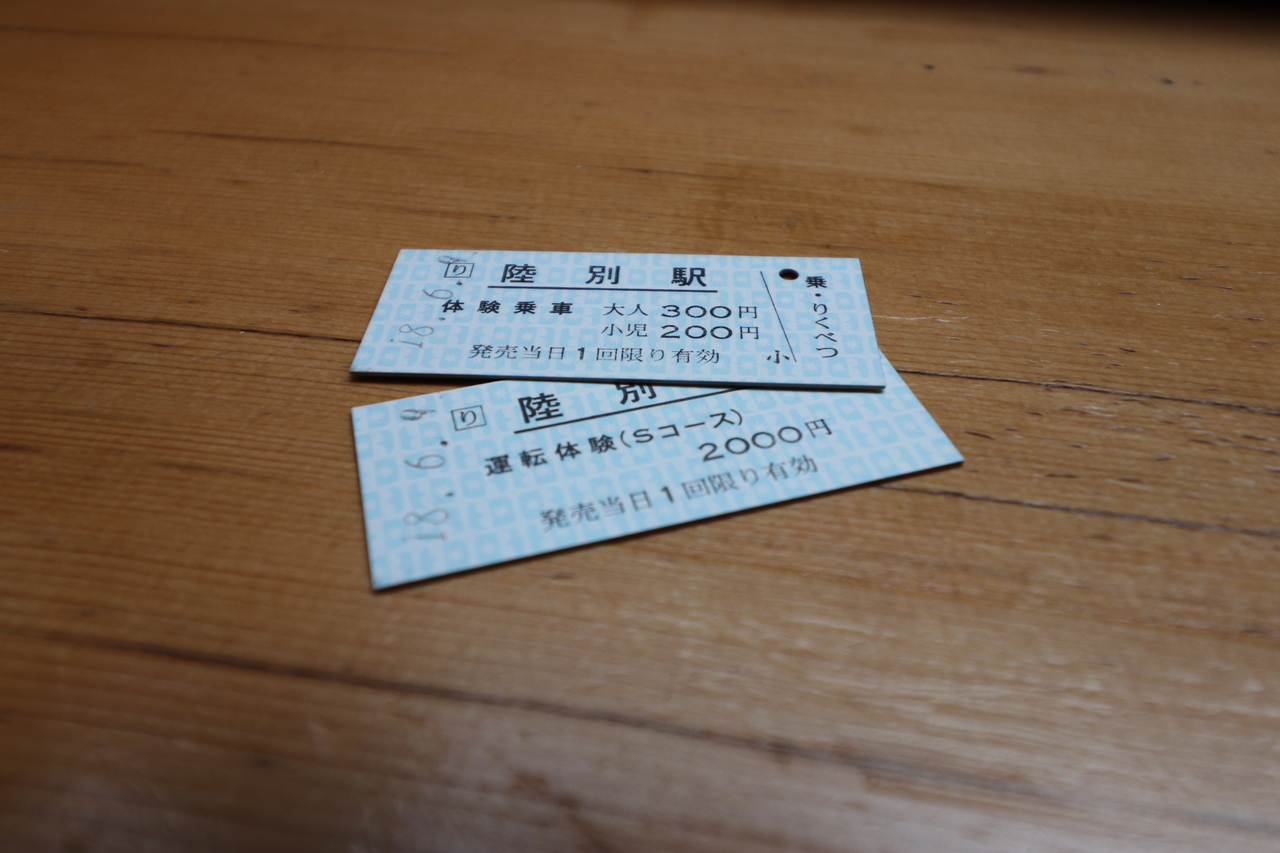 18. 6. 9
り 陸別駅
体験乗車 大人 300円
小児 200円
発売当日1回限り有効
小
乗・りくべつ
18. 6. 9
り 陸別
運転体験(Sコース)
2000円
発売当日1回限り有効